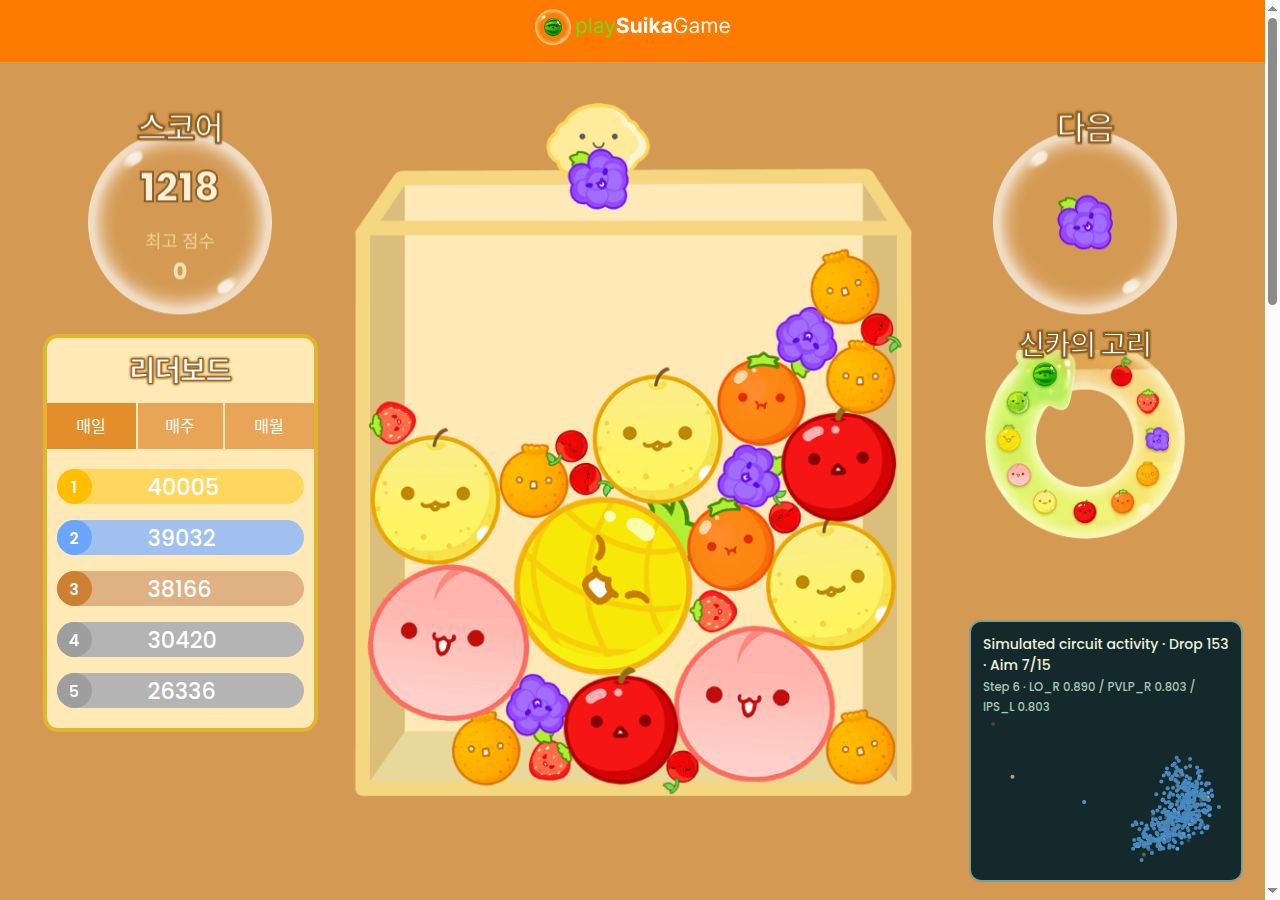 playSuikaGame
스코어
1218
최고 점수
0
리더보드
매일 매주 매월
1 40005
2 39032
3 38166
4 30420
5 26336
다음
신카의 고리
Simulated circuit activity · Drop 153
· Aim 7/15
Step 6 · LO_R 0.890 / PVLP_R 0.803 /
IPS_L 0.803